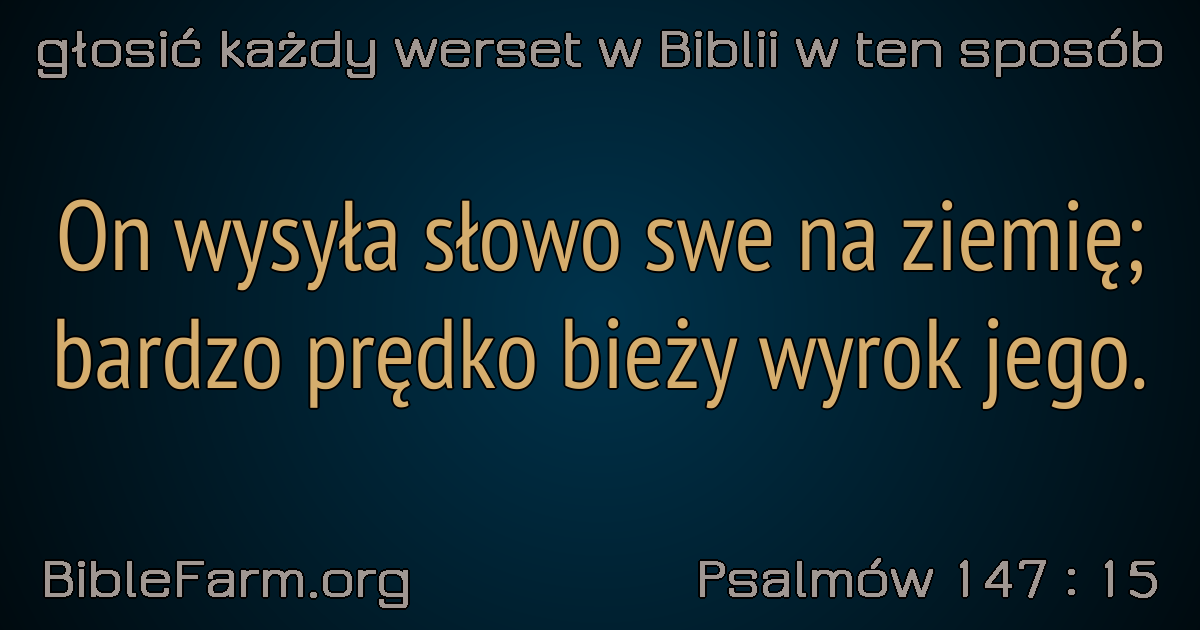 głosić każdy werset w Biblii w ten sposób
On wysyła słowo swe na ziemię;
bardzo prędko bieży wyrok jego.
BibleFarm.org
Psalmów 147 : 15